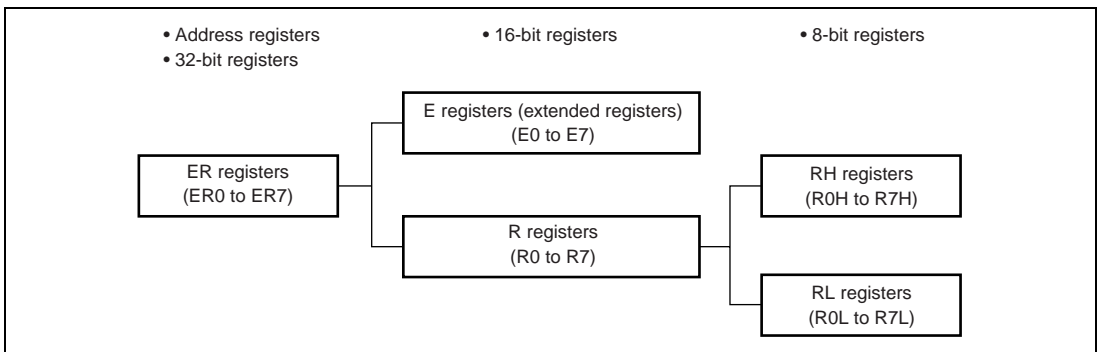 • Address registers
• 32-bit registers
• 16-bit registers
• 8-bit registers
E registers (extended registers)
(E0 to E7)
ER registers
(ER0 to ER7)
RH registers
(R0H to R7H)
R registers
(R0 to R7)
RL registers
(R0L to R7L)